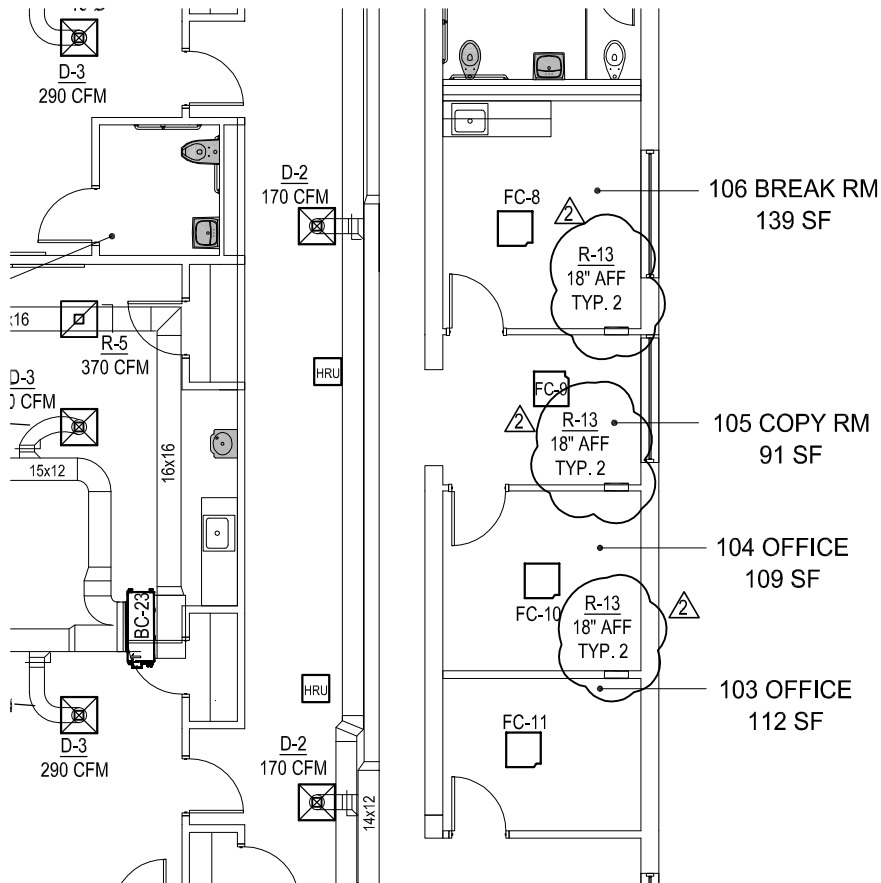 D-3
290 CFM
D-2
170 CFM
FC-8
2
106 BREAK RM
139 SF
R-13
18" AFF
TYP. 2
x16
R-5
370 CFM
HRU
D-3
CFM
FC-9
2
R-13
18" AFF
TYP. 2
105 COPY RM
91 SF
15x12
16x16
104 OFFICE
109 SF
BC-23
FC-10
R-13
18" AFF
TYP. 2
2
HRU
103 OFFICE
112 SF
D-3
290 CFM
D-2
170 CFM
FC-11
14x12